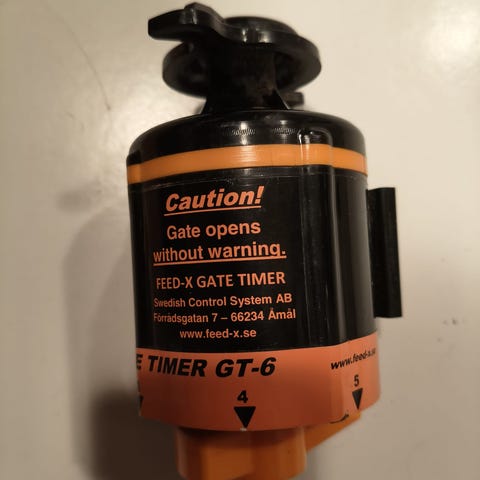 Caution!
Gate opens
without warning.
FEED-X GATE TIMER
Swedish Control System AB
Förrådsgatan 7 – 66234 Åmål
www.feed-x.se
E TIMER GT-6
www.feed-x.se
4
5